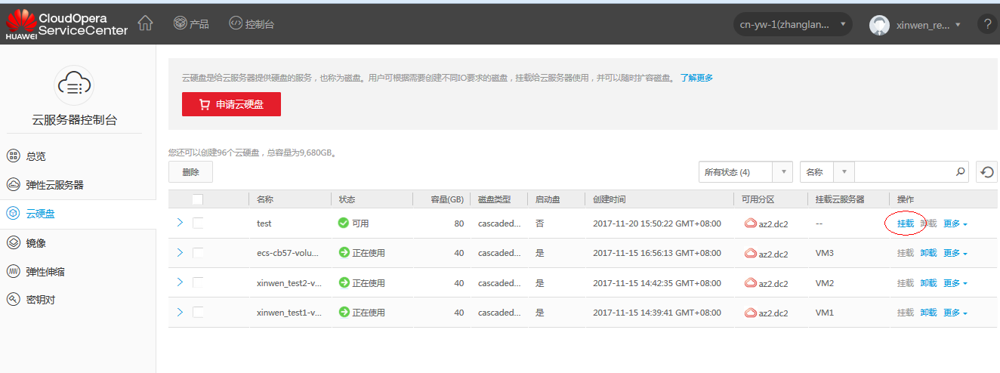 HUAWEI CloudOpera ServiceCenter 产品 控制台 cn-yw-1(zhanglan... xinwen_re... ?
云服务器控制台
总览
弹性云服务器
云硬盘
镜像
弹性伸缩
密钥对
云硬盘是给云服务器提供硬盘的服务，也称为磁盘。用户可根据需要创建不同IO要求的磁盘，挂载给云服务器使用，并可以随时扩容磁盘。 了解更多
申请云硬盘
您还可以创建96个云硬盘，总容量为9,680GB。
删除 所有状态 (4) 名称
名称 状态 容量(GB) 磁盘类型 启动盘 创建时间 可用分区 挂载云服务器 操作
test 可用 80 cascaded... 否 2017-11-20 15:50:22 GMT+08:00 az2.dc2 -- 挂载 卸载 更多
ecs-cb57-volu... 正在使用 40 cascaded... 是 2017-11-15 16:56:13 GMT+08:00 az2.dc2 VM3 挂载 卸载 更多
xinwen_test2-v... 正在使用 40 cascaded... 是 2017-11-15 14:42:35 GMT+08:00 az2.dc2 VM2 挂载 卸载 更多
xinwen_test1-v... 正在使用 40 cascaded... 是 2017-11-15 14:39:41 GMT+08:00 az2.dc2 VM1 挂载 卸载 更多